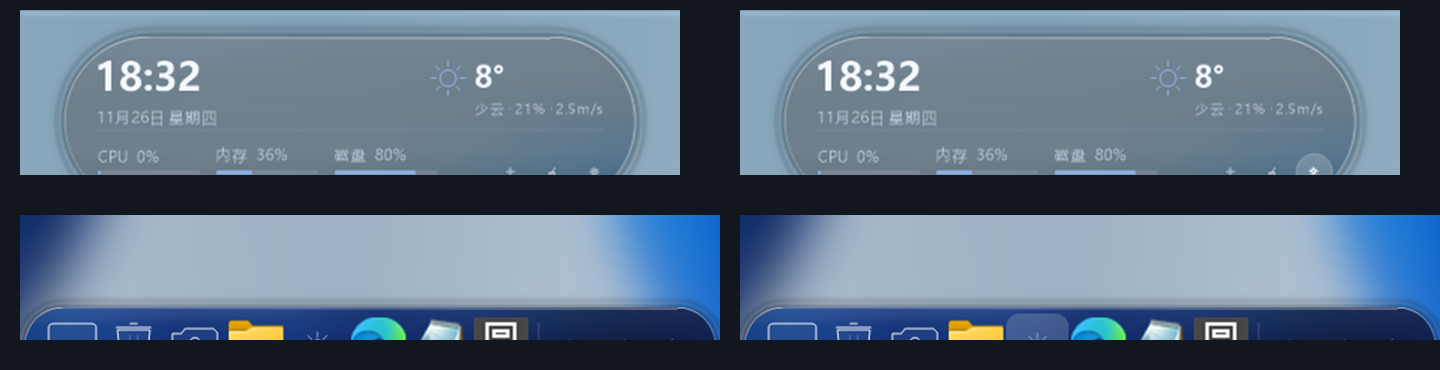 18:32
8°
11月26日 星期四
少云 · 21% · 2.5m/s
CPU 0%
内存 36%
磁盘 80%
18:32
8°
11月26日 星期四
少云 · 21% · 2.5m/s
CPU 0%
内存 36%
磁盘 80%